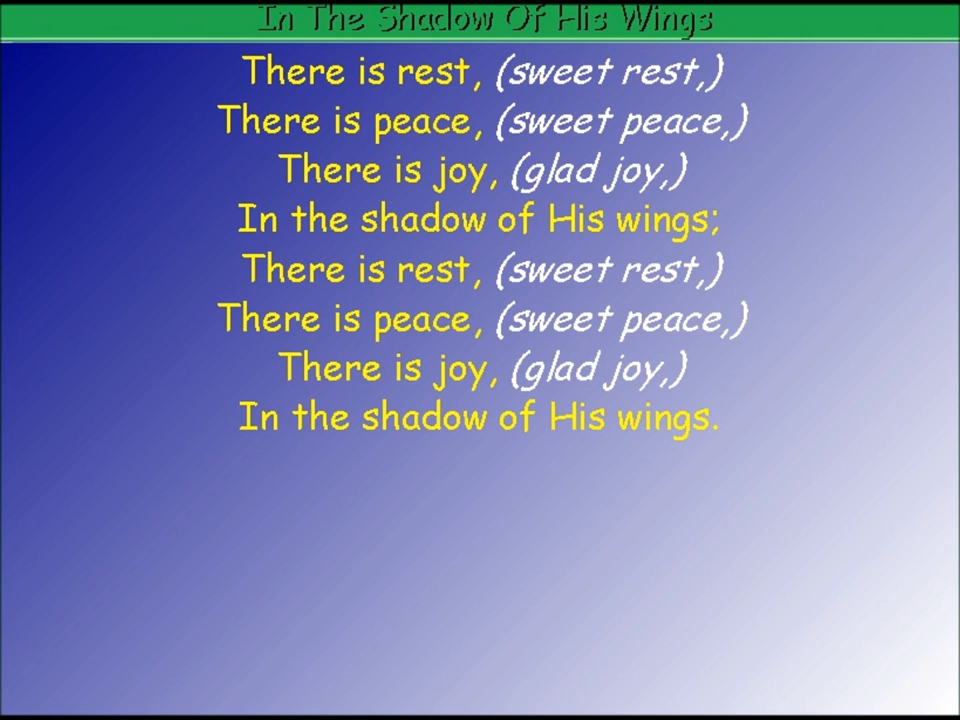 In The Shadow Of His Wings
There is rest, (sweet rest,)
There is peace, (sweet peace,)
There is joy, (glad joy,)
In the shadow of His wings;
There is rest, (sweet rest,)
There is peace, (sweet peace,)
There is joy, (glad joy,)
In the shadow of His wings.